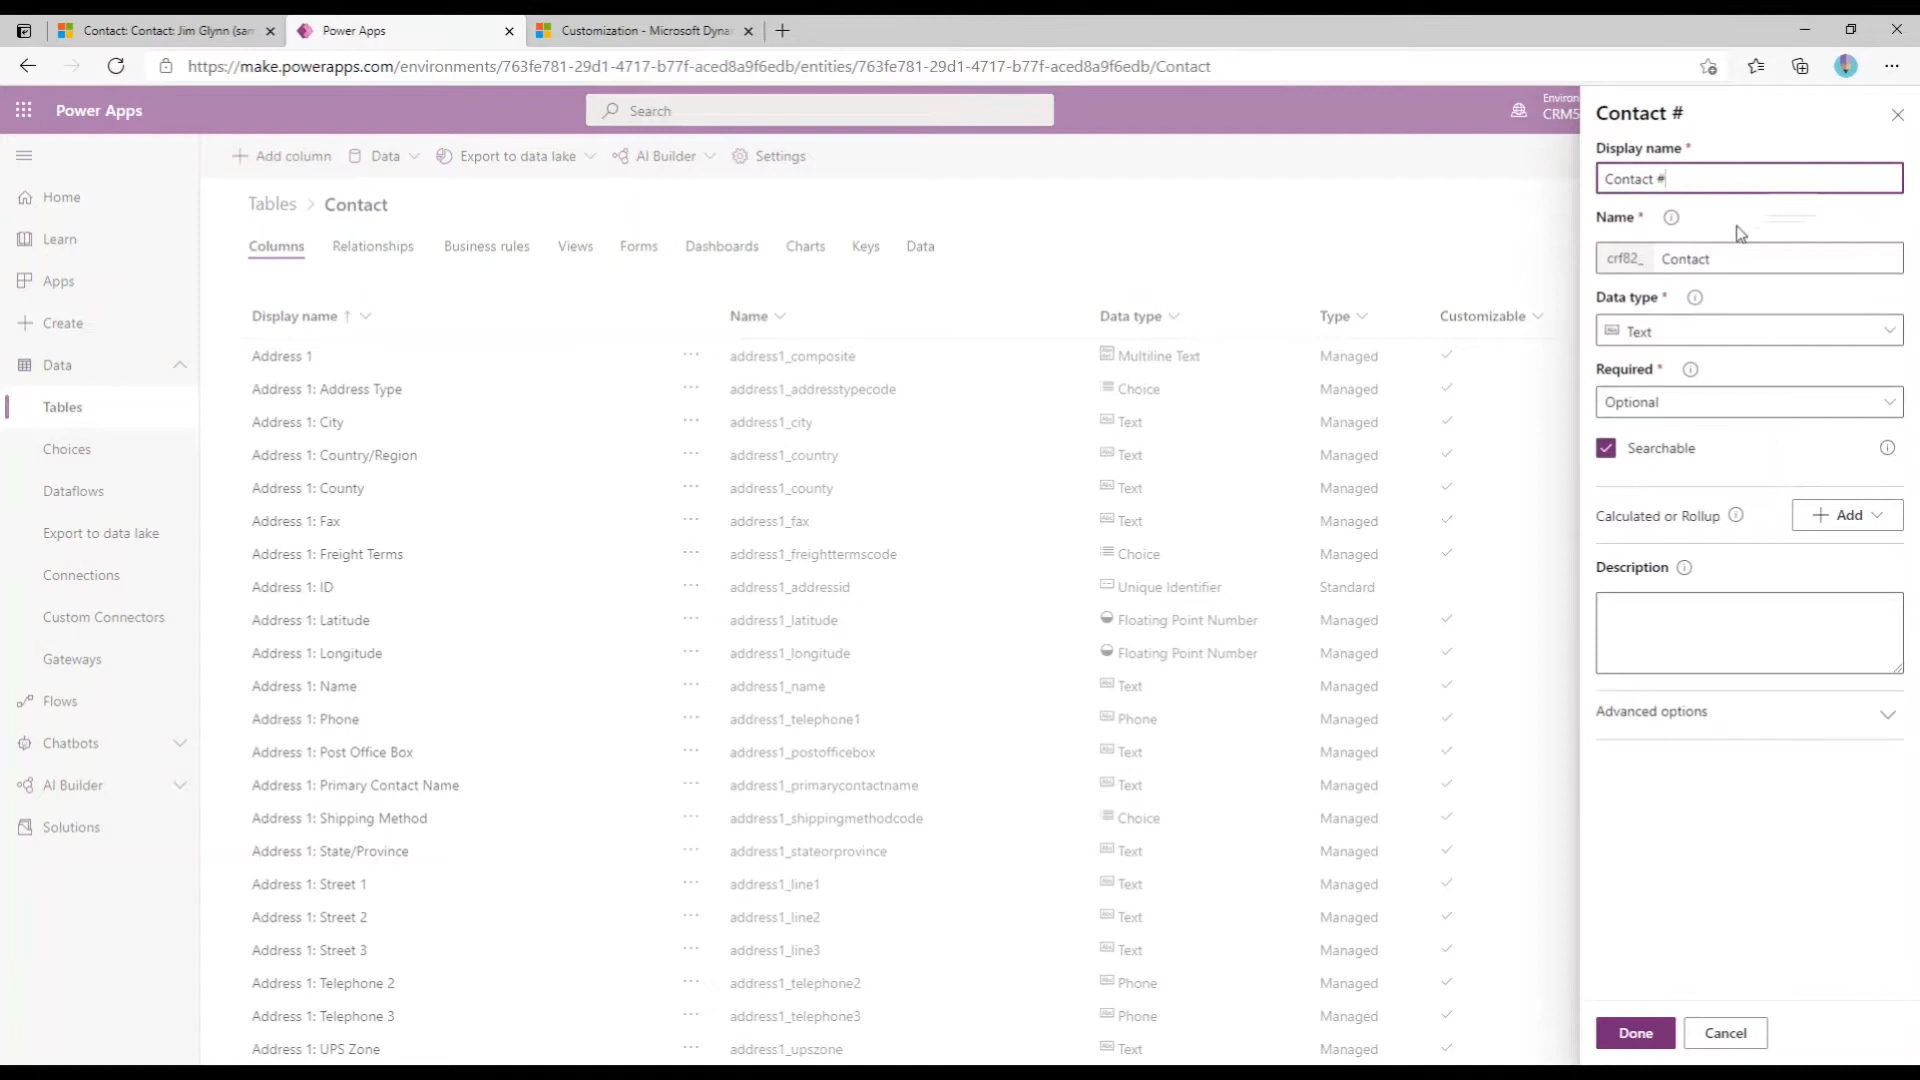 Contact: Contact: Jim Glynn (sam
Power Apps
Customization - Microsoft Dyna
https://make.powerapps.com/environments/763fe781-29d1-4717-b77f-aced8a9f6edb/entities/763fe781-29d1-4717-b77f-aced8a9f6edb/Contact
Power Apps
Search
Environ
CRM5
Add column
Data
Export to data lake
AI Builder
Settings
Home
Learn
Apps
Create
Data
Tables
Choices
Dataflows
Export to data lake
Connections
Custom Connectors
Gateways
Flows
Chatbots
AI Builder
Solutions
Tables > Contact
Columns Relationships Business rules Views Forms Dashboards Charts Keys Data
Display name ↑ Name Data type Type Customizable
Address 1 ... address1_composite Multiline Text Managed
Address 1: Address Type ... address1_addresstypecode Choice Managed
Address 1: City ... address1_city Text Managed
Address 1: Country/Region ... address1_country Text Managed
Address 1: County ... address1_county Text Managed
Address 1: Fax ... address1_fax Text Managed
Address 1: Freight Terms ... address1_freighttermscode Choice Managed
Address 1: ID ... address1_addressid Unique Identifier Standard
Address 1: Latitude ... address1_latitude Floating Point Number Managed
Address 1: Longitude ... address1_longitude Floating Point Number Managed
Address 1: Name ... address1_name Text Managed
Address 1: Phone ... address1_telephone1 Phone Managed
Address 1: Post Office Box ... address1_postofficebox Text Managed
Address 1: Primary Contact Name ... address1_primarycontactname Text Managed
Address 1: Shipping Method ... address1_shippingmethodcode Choice Managed
Address 1: State/Province ... address1_stateorprovince Text Managed
Address 1: Street 1 ... address1_line1 Text Managed
Address 1: Street 2 ... address1_line2 Text Managed
Address 1: Street 3 ... address1_line3 Text Managed
Address 1: Telephone 2 ... address1_telephone2 Phone Managed
Address 1: Telephone 3 ... address1_telephone3 Phone Managed
Address 1: UPS Zone ... address1_upszone Text Managed
Contact #
Display name *
Contact #
Name *
crf82_ Contact
Data type *
Text
Required *
Optional
Searchable
Calculated or Rollup
Add
Description
Advanced options
Done
Cancel